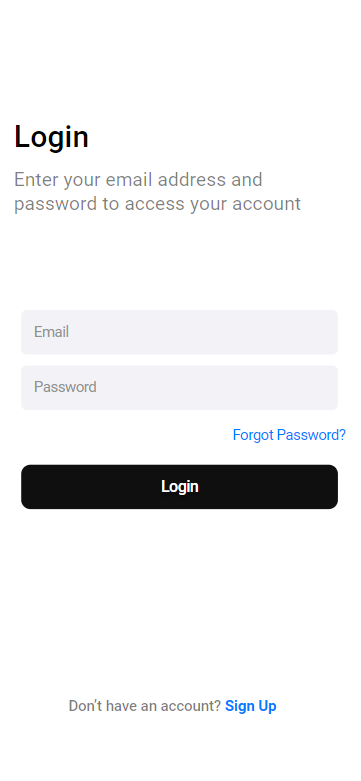 Login
Enter your email address and
password to access your account
Email
Password
Forgot Password?
Login
Don't have an account? Sign Up